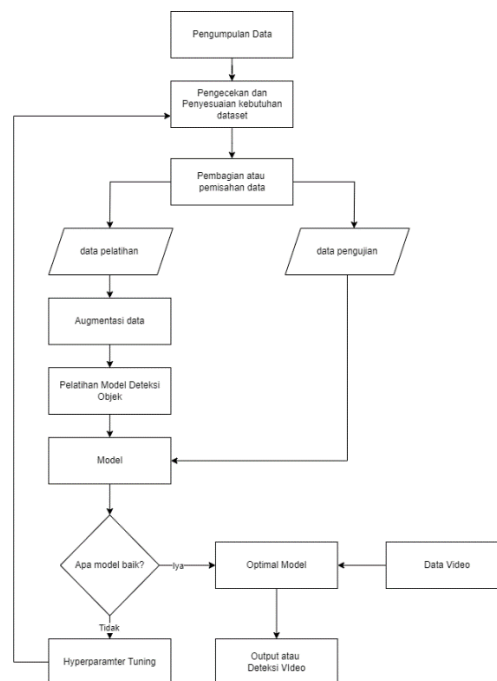 Pengumpulan Data
Pengecekan dan
Penyesuaian kebutuhan
dataset
Pembagian atau
pemisahan data
data pelatihan
data pengujian
Augmentasi data
Pelatihan Model Deteksi
Objek
Model
Apa model baik?
Iya
Optimal Model
Data Video
Tidak
Hyperparamter Tuning
Output atau
Deteksi VIdeo